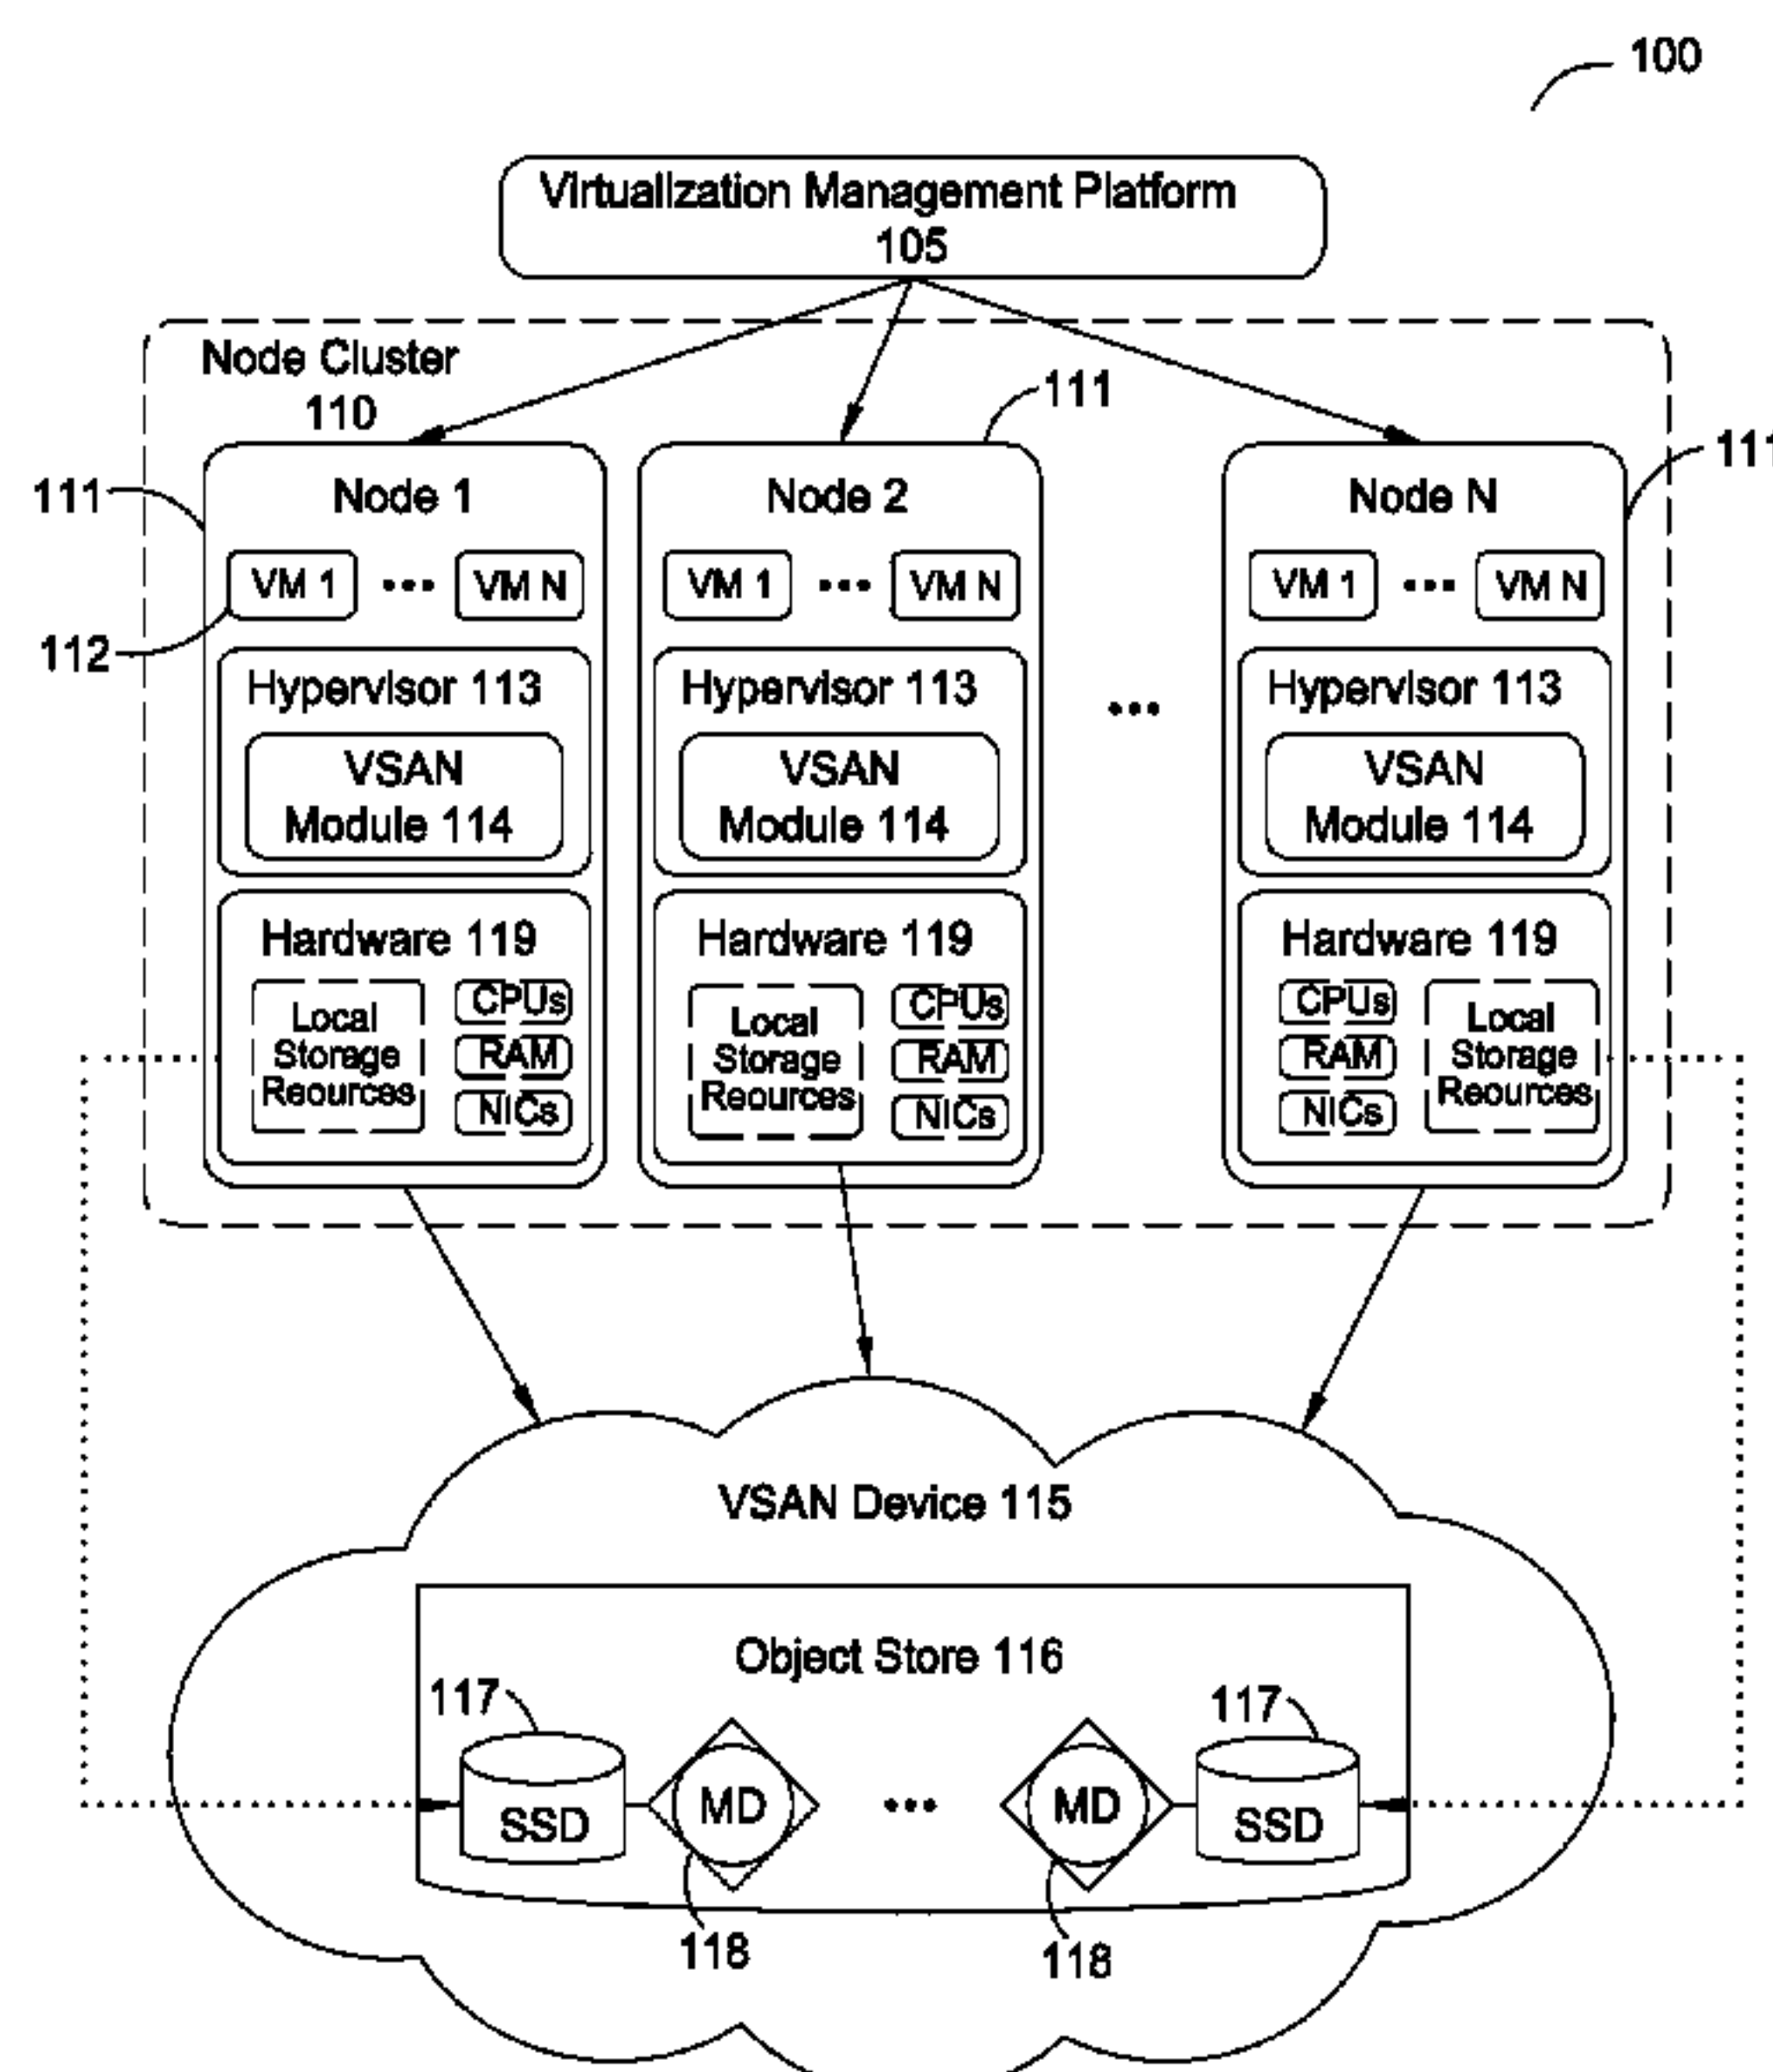 100
Virtualization Management Platform
105
Node Cluster
110
111
111
111
Node 1
VM 1 ••• VM N
112
Hypervisor 113
VSAN
Module 114
Hardware 119
Local
Storage
Reources
CPUs
RAM
NICs
Node 2
VM 1 ••• VM N
Hypervisor 113
VSAN
Module 114
Hardware 119
Local
Storage
Reources
CPUs
RAM
NICs
•••
Node N
VM 1 ••• VM N
Hypervisor 113
VSAN
Module 114
Hardware 119
CPUs
RAM
NICs
Local
Storage
Reources
VSAN Device 115
Object Store 116
117
117
SSD
MD
•••
MD
SSD
118
118